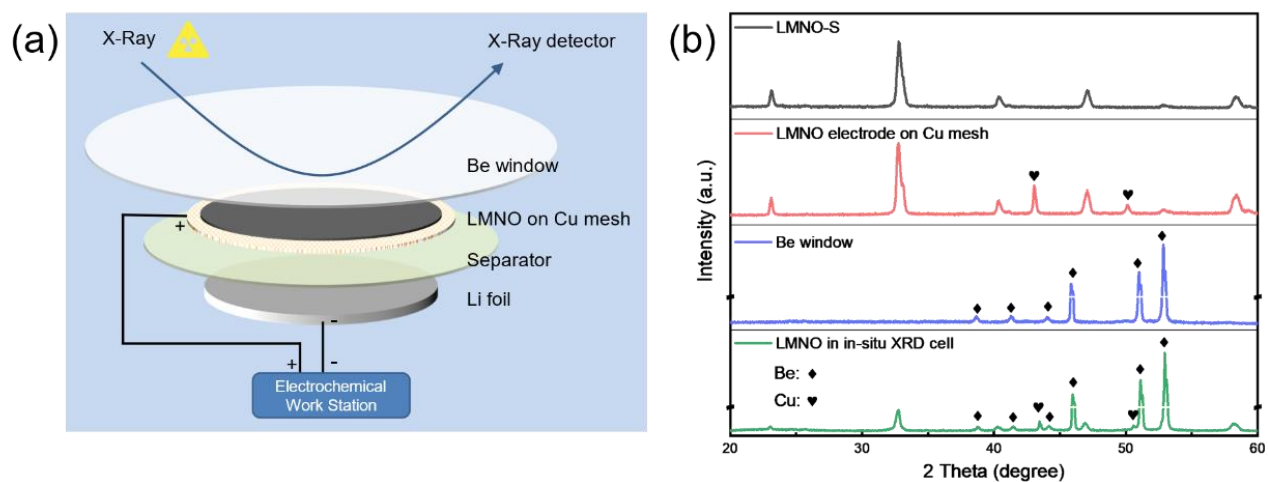 (a)
X-Ray
X-Ray detector
Be window
LMNO on Cu mesh
+
Separator
Li foil
-
+
-
Electrochemical
Work Station
(b)
LMNO-S
LMNO electrode on Cu mesh
Be window
LMNO in in-situ XRD cell
Be: ♦
Cu: ♥
Intensity (a.u.)
20
30
40
50
60
2 Theta (degree)